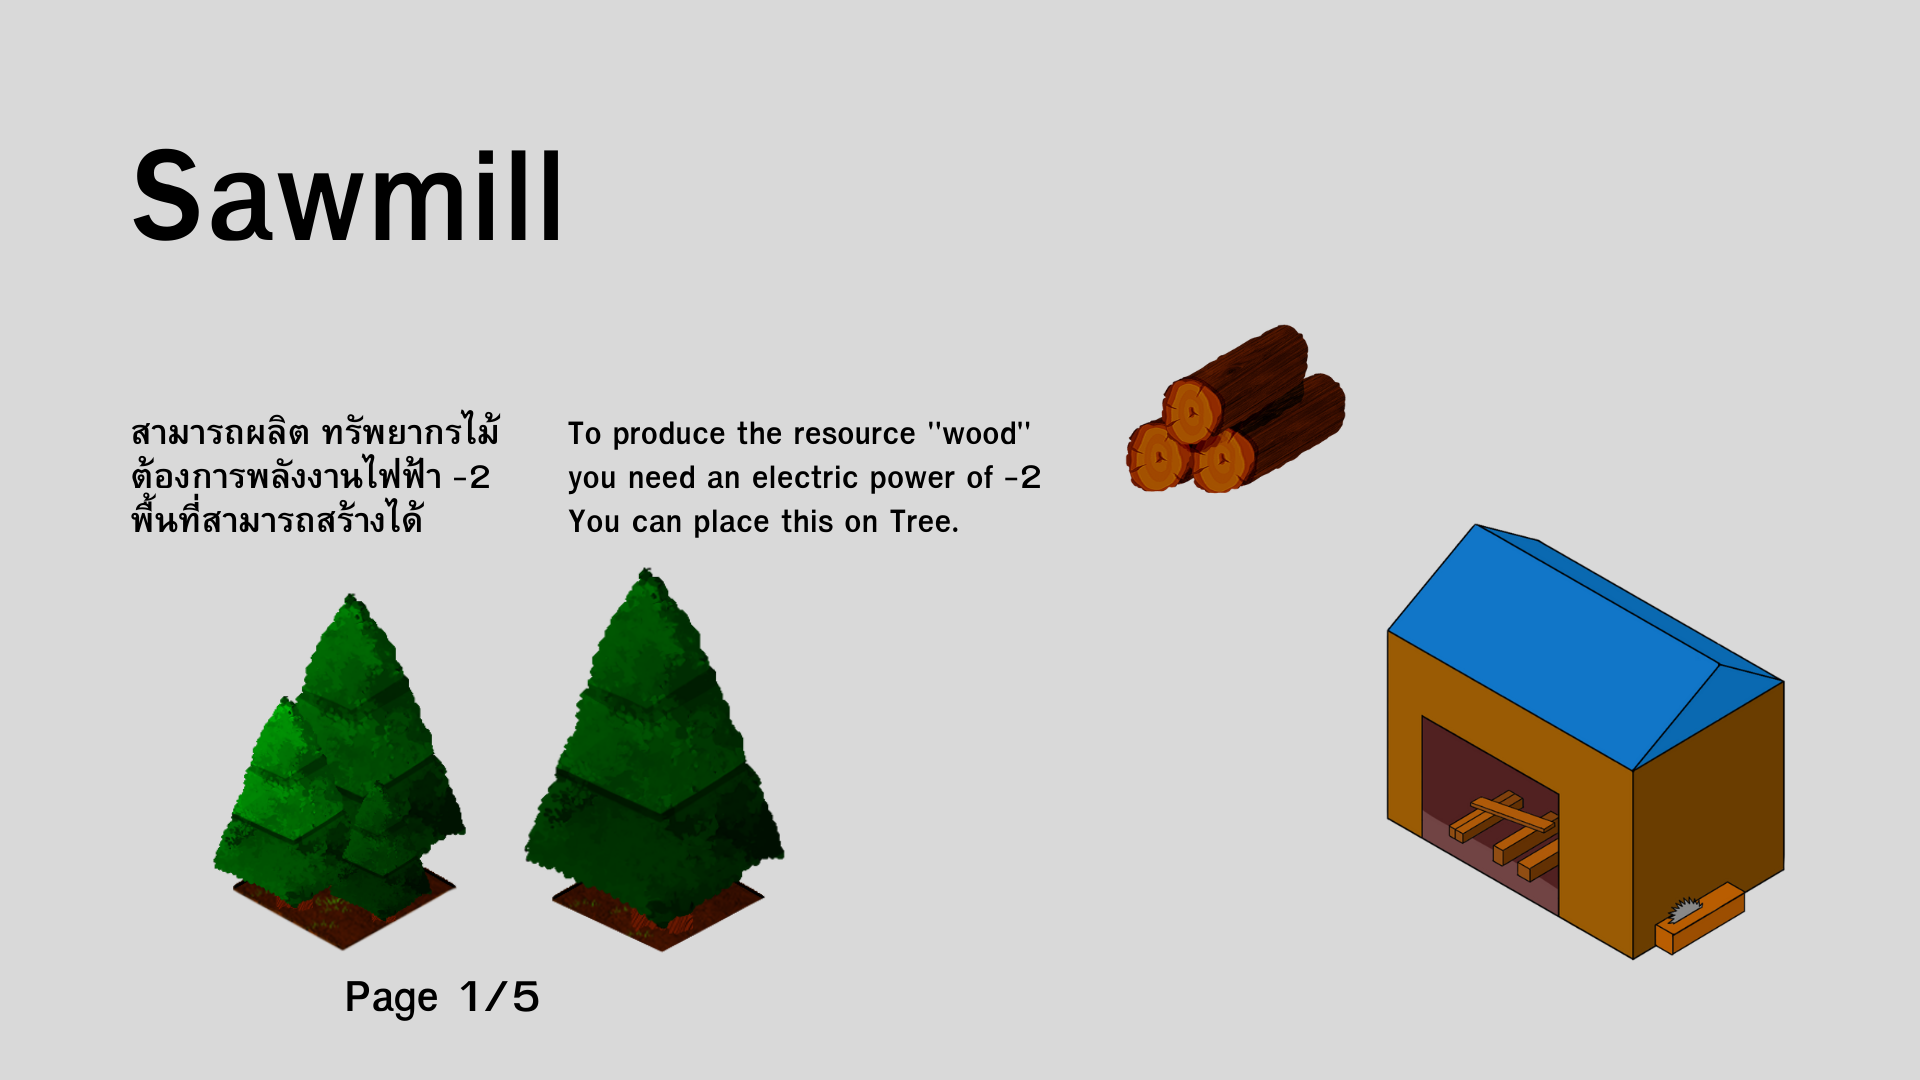 Sawmill
สามารถผลิต ทรัพยากรไม้
ต้องการพลังงานไฟฟ้า -2
พื้นที่สามารถสร้างได้
To produce the resource "wood"
you need an electric power of -2
You can place this on Tree.
Page 1/5